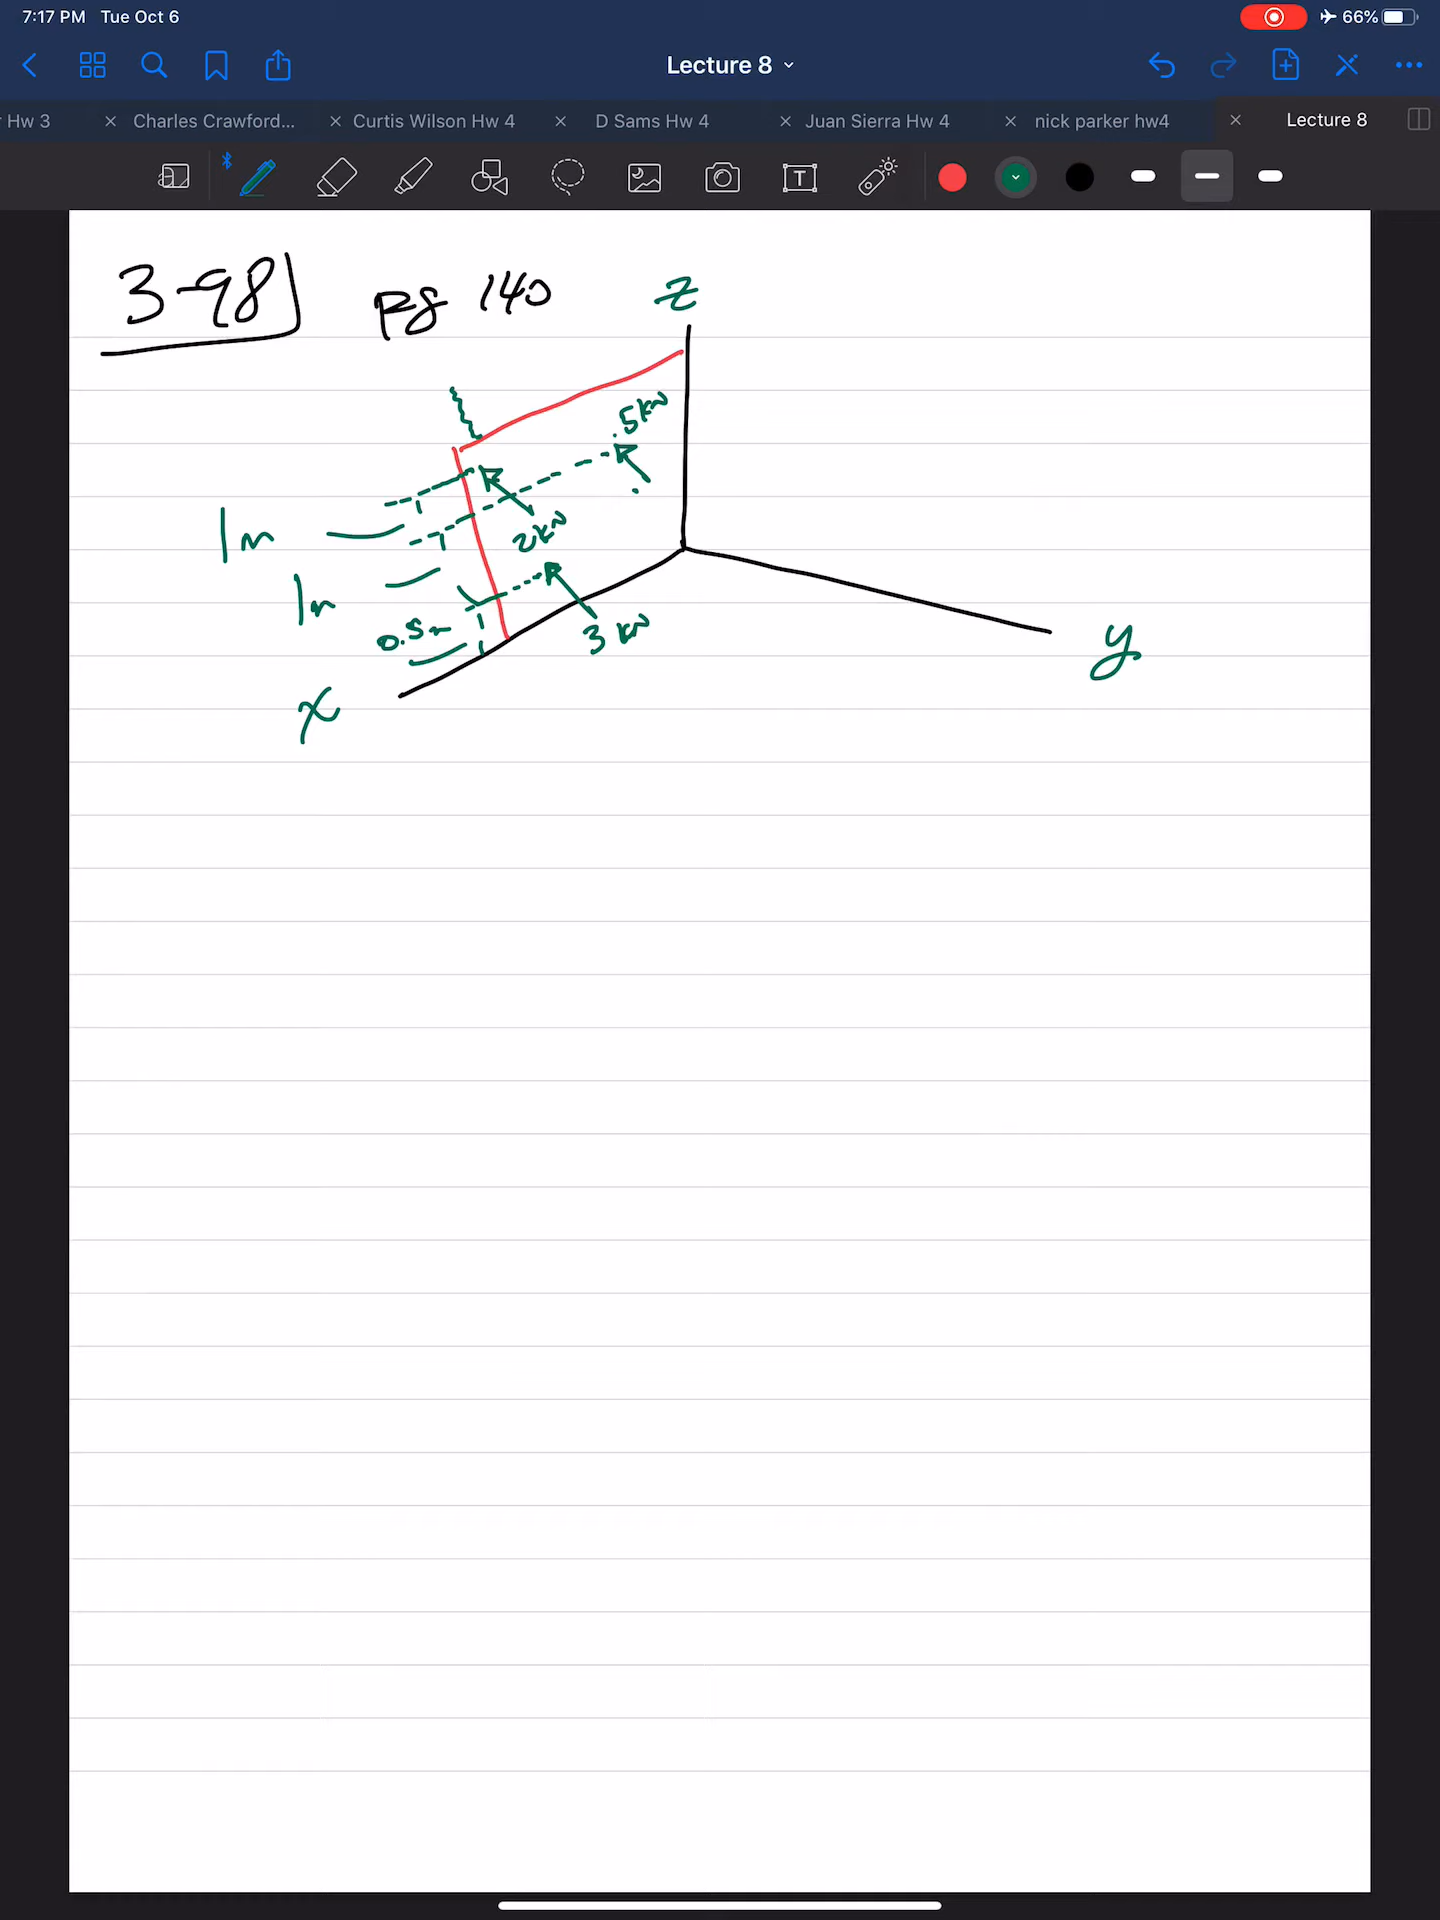 7:17 PM Tue Oct 6
66%
Lecture 8
Hw 3
Charles Crawford...
Curtis Wilson Hw 4
D Sams Hw 4
Juan Sierra Hw 4
nick parker hw4
Lecture 8
T
3-98
pg 140
z
.5kN
1m
2kN
1m
0.5m
3 kN
y
x